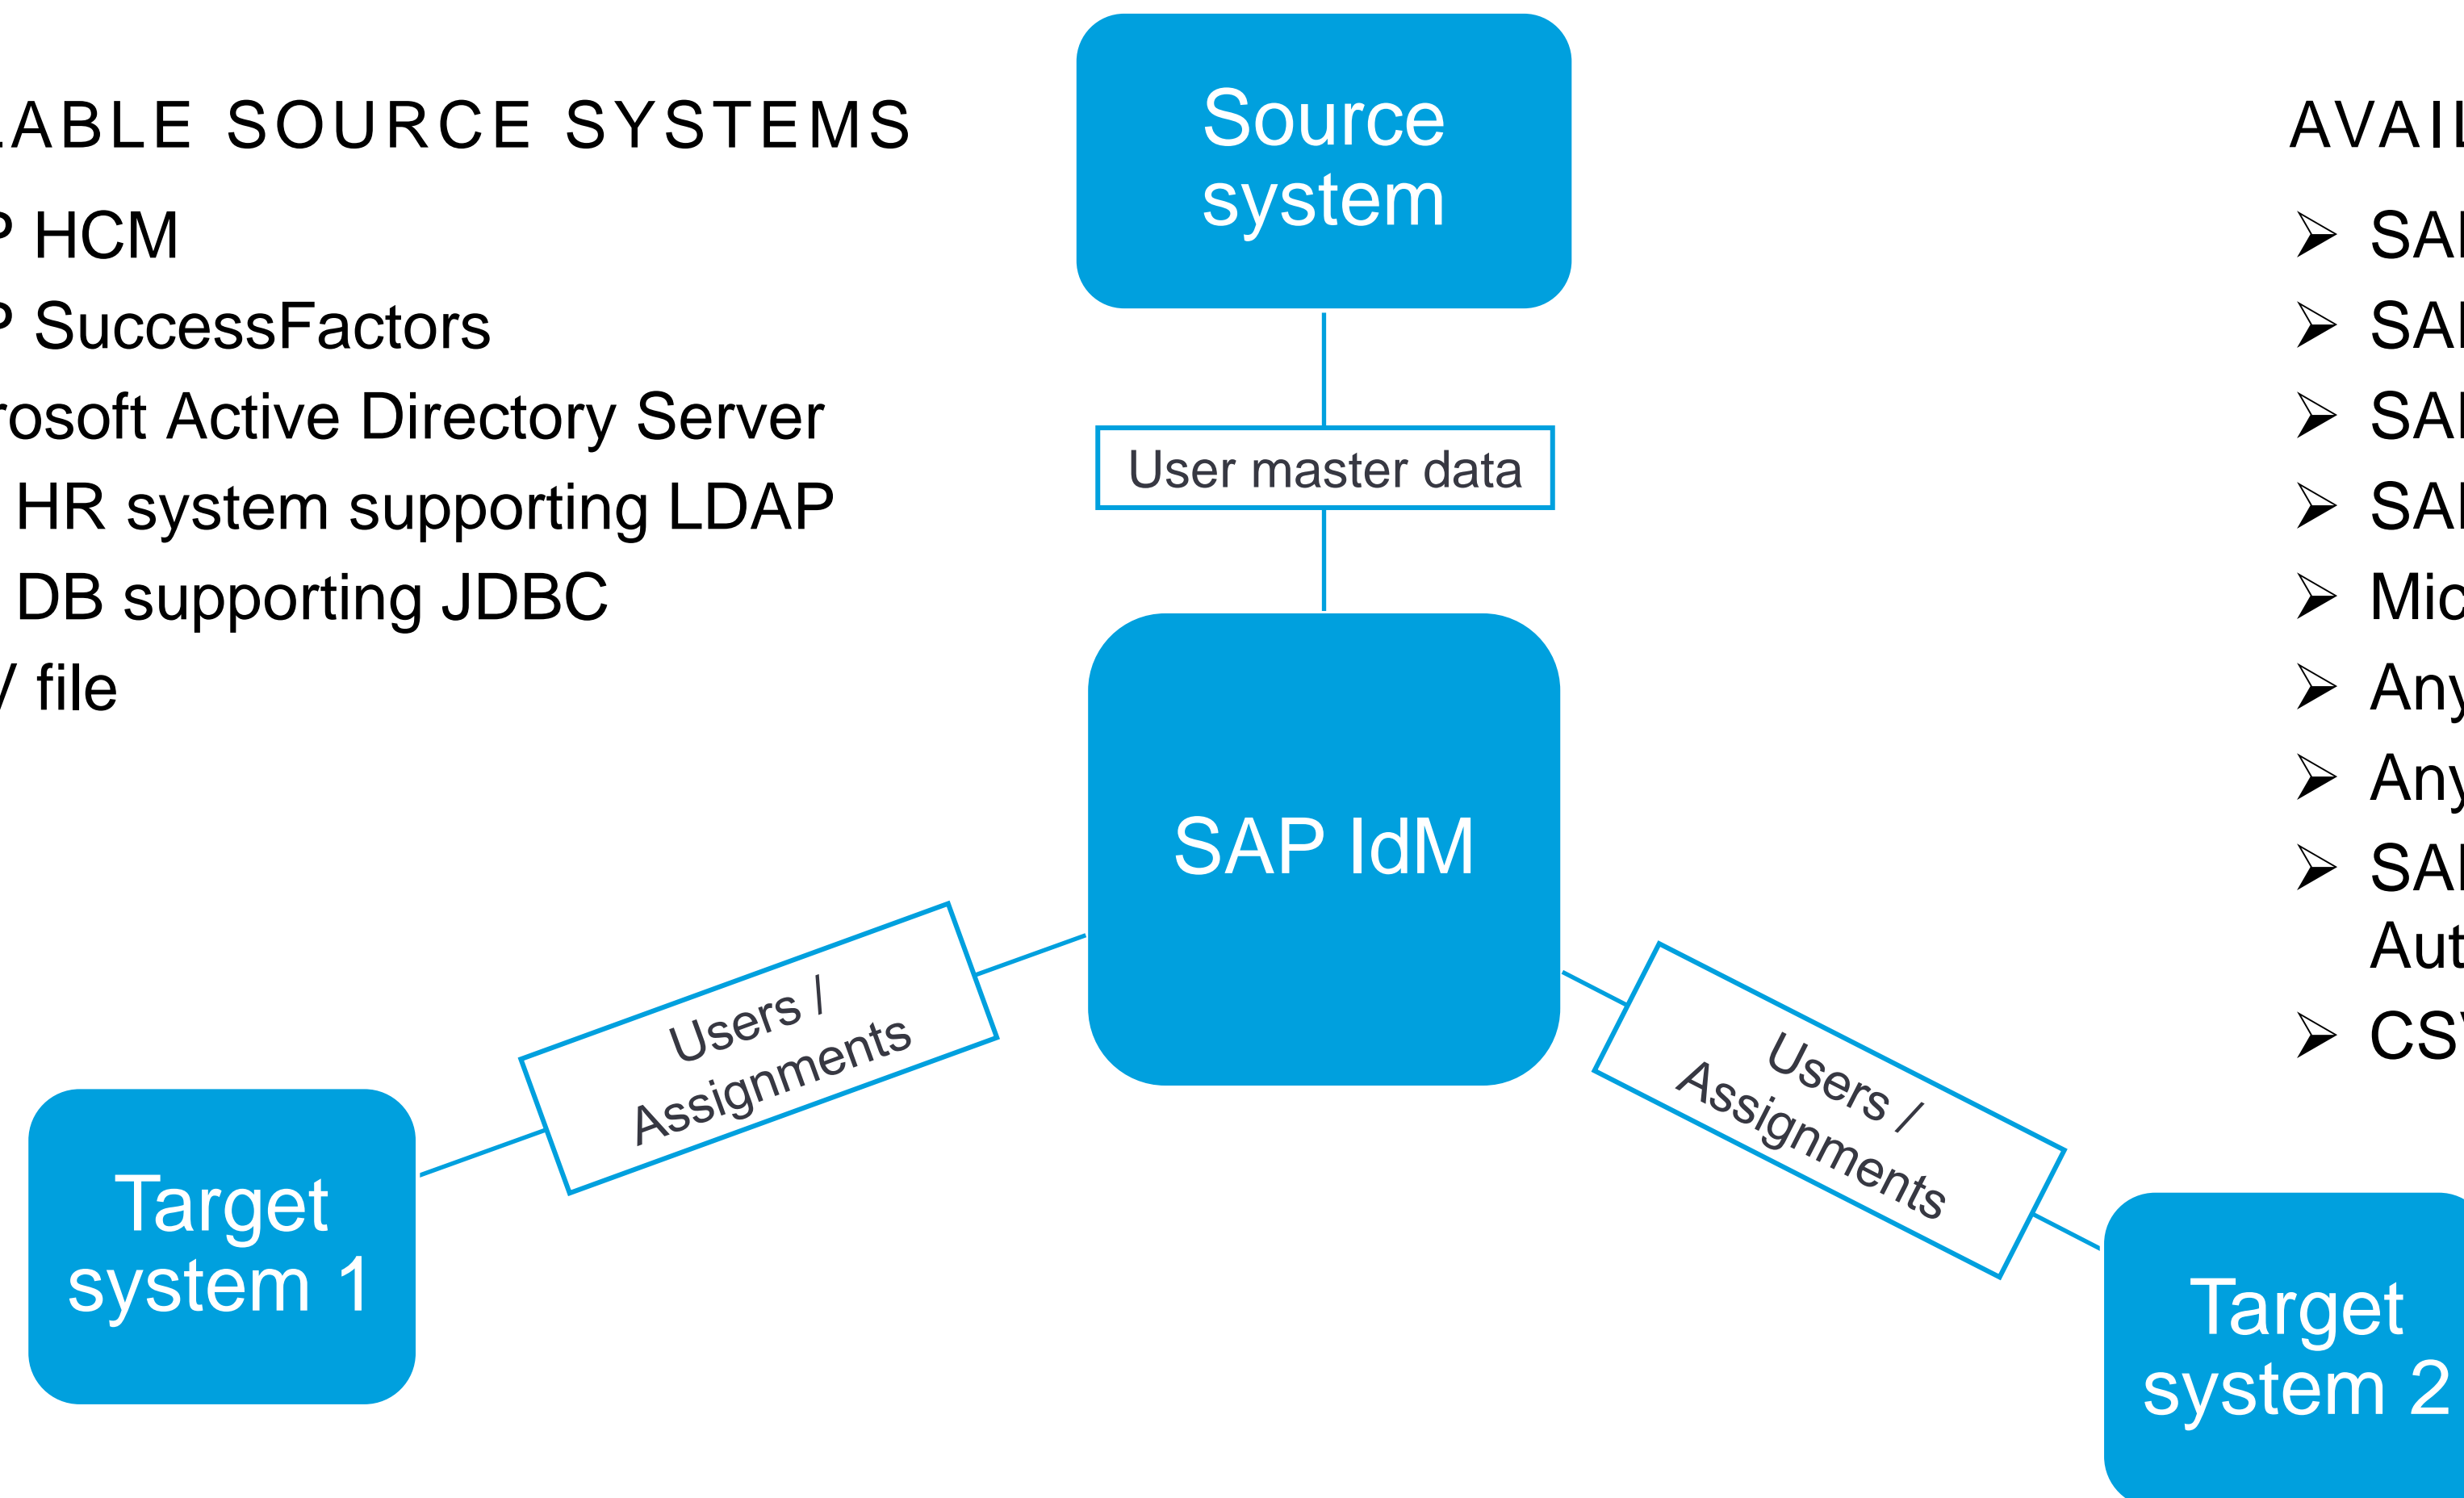 ABLE SOURCE SYSTEMS
HCM
SuccessFactors
rosoft Active Directory Server
HR system supporting LDAP
DB supporting JDBC
file
Source
system
User master data
SAP IdM
Users /
Assignments
Users /
Assignments
Target
system 1
Target
system 2
AVAI
SA
SA
SA
SA
Mic
Any
Any
SA
Aut
CS